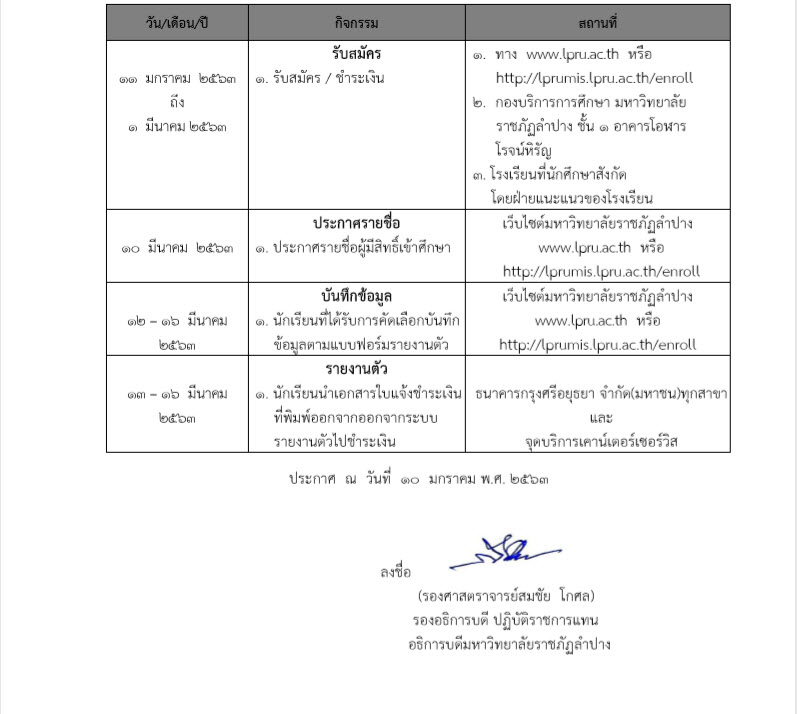 วัน/เดือน/ปี
กิจกรรม
สถานที่
๑๑ มกราคม ๒๕๖๓
ถึง
๑ มีนาคม ๒๕๖๓
รับสมัคร
๑. รับสมัคร / ชำระเงิน
๑. ทาง www.lpru.ac.th หรือ
http://lprumis.lpru.ac.th/enroll
๒. กองบริการการศึกษา มหาวิทยาลัย
ราชภัฏลำปาง ชั้น ๑ อาคารโอฬาร
โรจน์หิรัญ
๓. โรงเรียนที่นักศึกษาสังกัด
โดยฝ่ายแนะแนวของโรงเรียน
๑๐ มีนาคม ๒๕๖๓
ประกาศรายชื่อ
๑. ประกาศรายชื่อผู้มีสิทธิ์เข้าศึกษา
เว็บไซต์มหาวิทยาลัยราชภัฏลำปาง
www.lpru.ac.th หรือ
http://lprumis.lpru.ac.th/enroll
๑๒ – ๑๖ มีนาคม
๒๕๖๓
บันทึกข้อมูล
๑. นักเรียนที่ได้รับการคัดเลือกบันทึก
ข้อมูลตามแบบฟอร์มรายงานตัว
เว็บไซต์มหาวิทยาลัยราชภัฏลำปาง
www.lpru.ac.th หรือ
http://lprumis.lpru.ac.th/enroll
๑๓ – ๑๖ มีนาคม
๒๕๖๓
รายงานตัว
๑. นักเรียนนำเอกสารใบแจ้งชำระเงิน
ที่พิมพ์ออกจากออกจากระบบ
รายงานตัวไปชำระเงิน
ธนาคารกรุงศรีอยุธยา จำกัด(มหาชน)ทุกสาขา
และ
จุดบริการเคาน์เตอร์เซอร์วิส
ประกาศ ณ วันที่ ๑๐ มกราคม พ.ศ. ๒๕๖๓
ลงชื่อ
(รองศาสตราจารย์สมชัย โกศล)
รองอธิการบดี ปฏิบัติราชการแทน
อธิการบดีมหาวิทยาลัยราชภัฏลำปาง